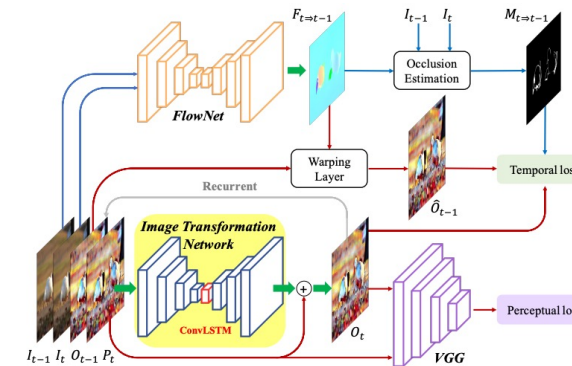 F_{t⇒t−1}
I_{t−1} I_t
M_{t⇒t−1}
Occlusion
Estimation
FlowNet
Warping
Layer
Ô_{t−1}
Temporal los
Recurrent
Image Transformation
Network
ConvLSTM
+
O_t
Perceptual lo
VGG
I_{t−1} I_t O_{t−1} P_t